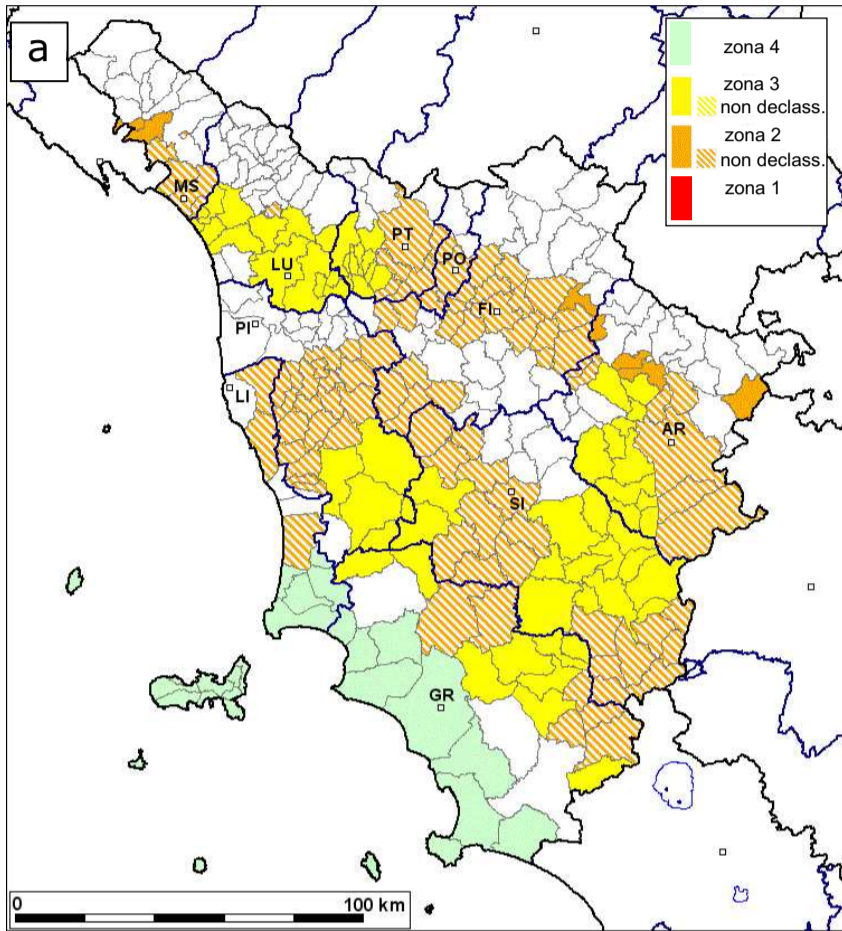 a
zona 4
zona 3
non declass.
zona 2
non declass.
zona 1
MS
PT
PO
LU
FI
PI
LI
AR
SI
GR
0 100 km